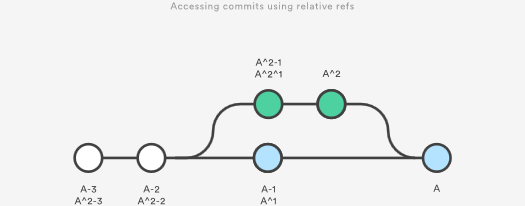 Accessing commits using relative refs
A^2-1
A^2^1
A^2
A-3
A^2-3
A-2
A^2-2
A-1
A^1
A